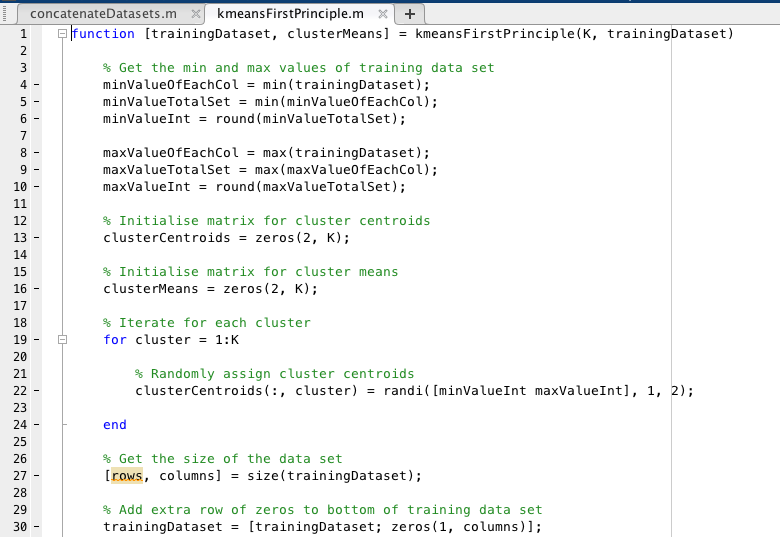 concatenateDatasets.m × kmeansFirstPrinciple.m × +
1 function [trainingDataset, clusterMeans] = kmeansFirstPrinciple(K, trainingDataset)
2
3 % Get the min and max values of training data set
4 - minValueOfEachCol = min(trainingDataset);
5 - minValueTotalSet = min(minValueOfEachCol);
6 - minValueInt = round(minValueTotalSet);
7
8 - maxValueOfEachCol = max(trainingDataset);
9 - maxValueTotalSet = max(maxValueOfEachCol);
10 - maxValueInt = round(maxValueTotalSet);
11
12 % Initialise matrix for cluster centroids
13 - clusterCentroids = zeros(2, K);
14
15 % Initialise matrix for cluster means
16 - clusterMeans = zeros(2, K);
17
18 % Iterate for each cluster
19 - for cluster = 1:K
20
21 % Randomly assign cluster centroids
22 - clusterCentroids(:, cluster) = randi([minValueInt maxValueInt], 1, 2);
23
24 - end
25
26 % Get the size of the data set
27 - [rows, columns] = size(trainingDataset);
28
29 % Add extra row of zeros to bottom of training data set
30 - trainingDataset = [trainingDataset; zeros(1, columns)];